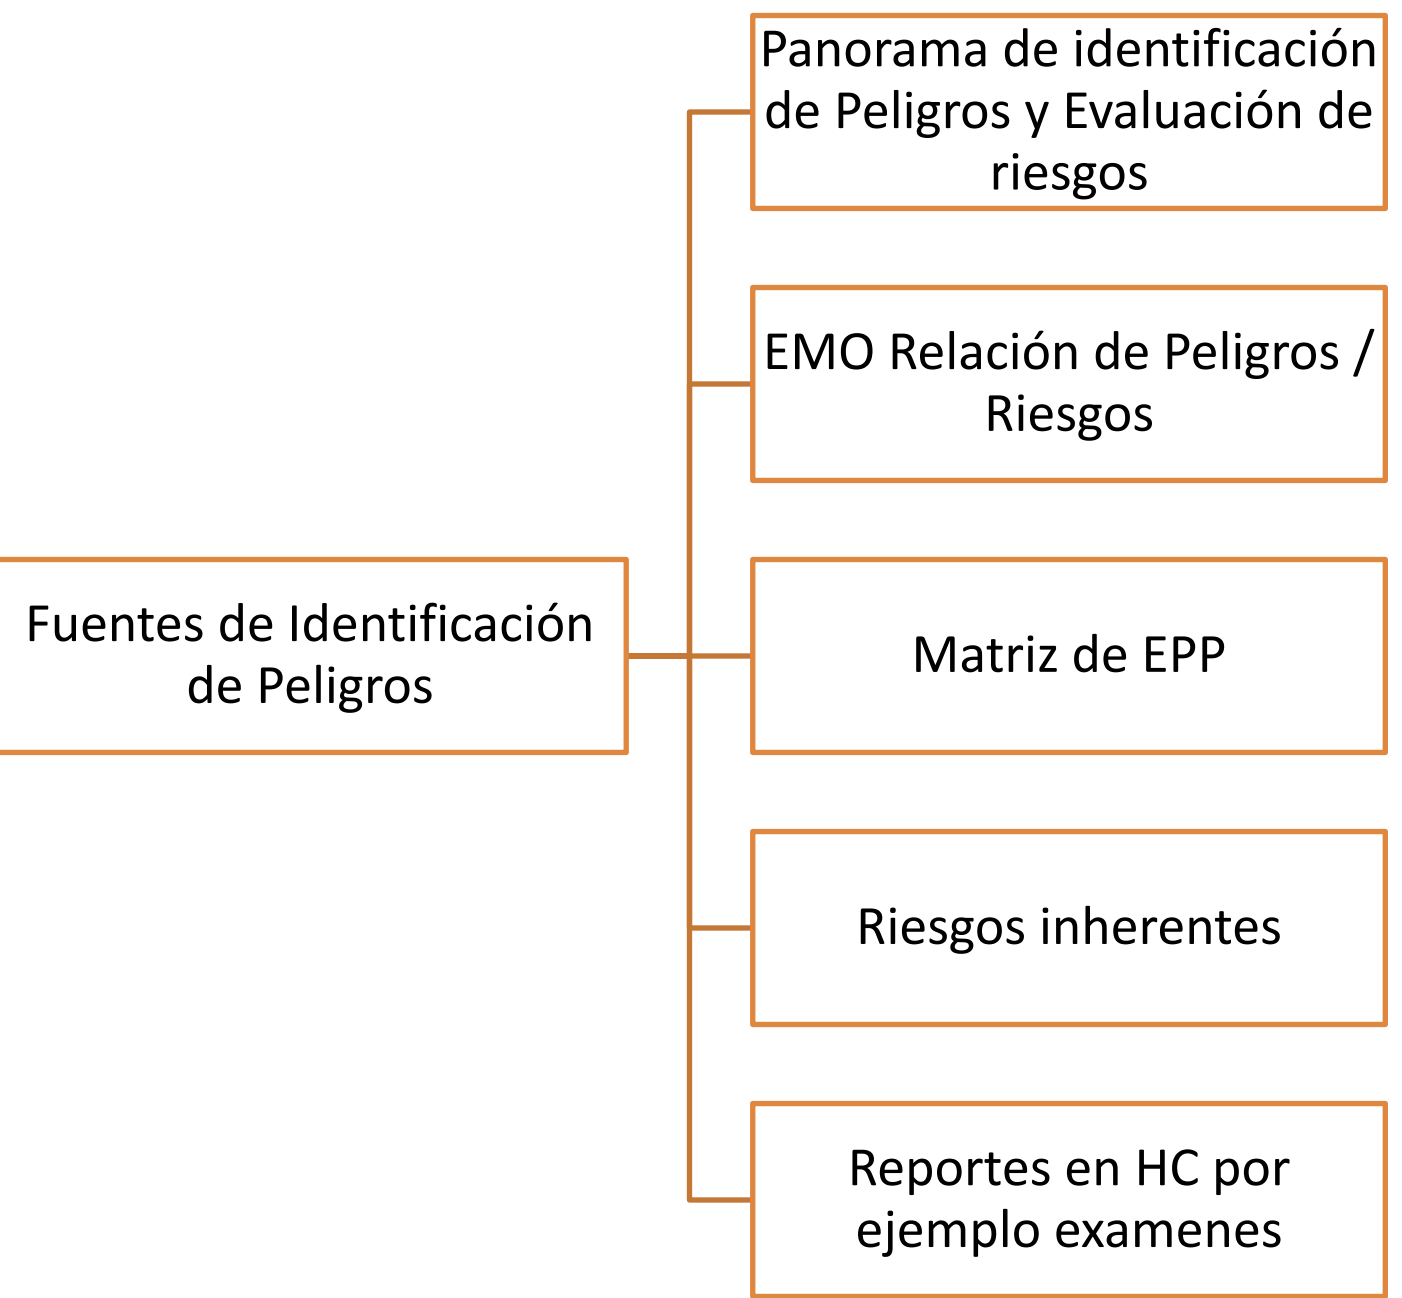 Panorama de identificación
de Peligros y Evaluación de
riesgos
EMO Relación de Peligros /
Riesgos
Fuentes de Identificación
de Peligros
Matriz de EPP
Riesgos inherentes
Reportes en HC por
ejemplo examenes